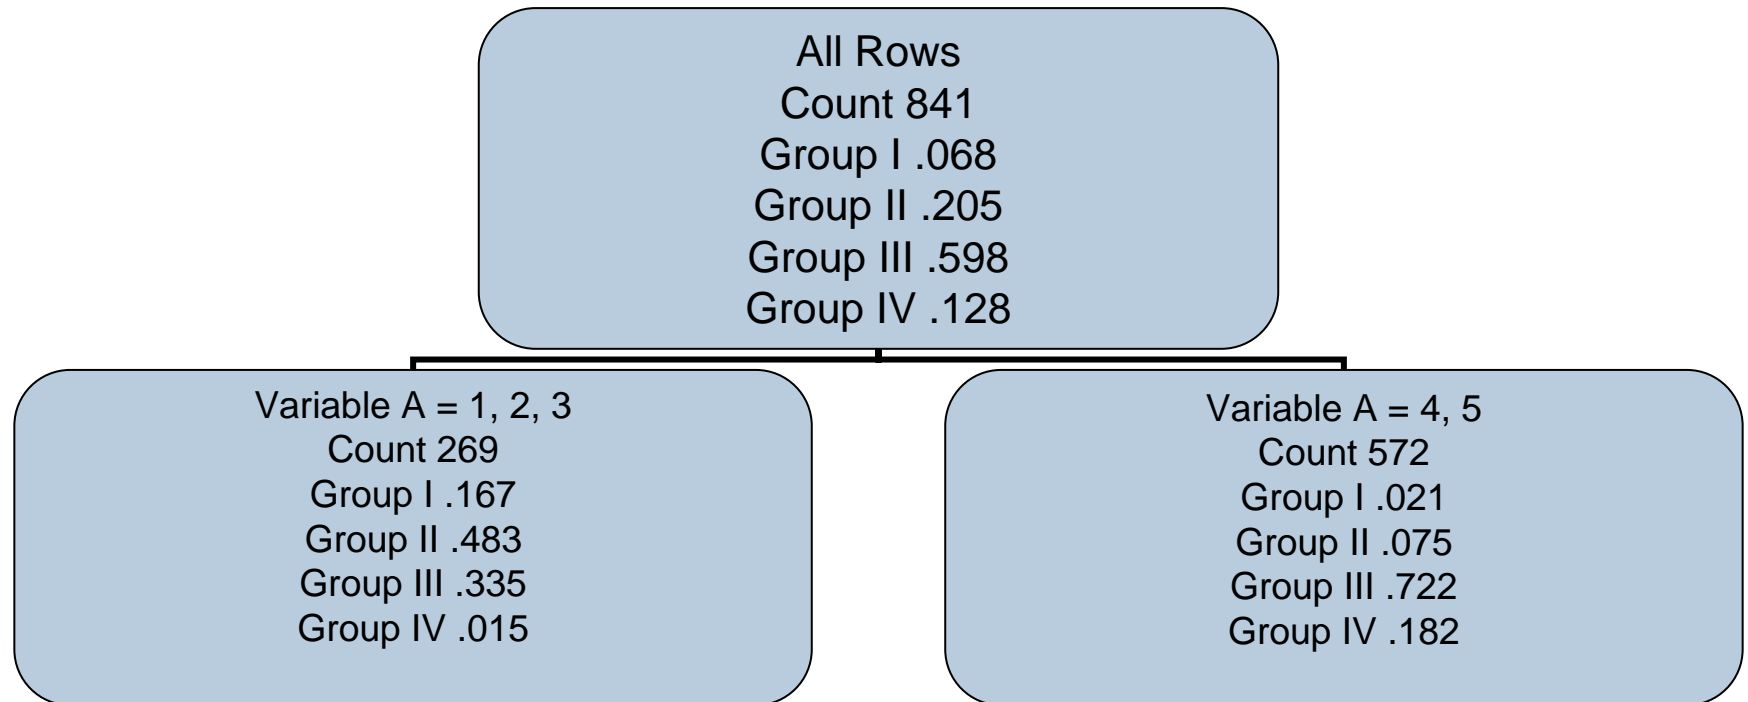 All Rows
Count 841
Group I .068
Group II .205
Group III .598
Group IV .128
Variable A = 1, 2, 3
Count 269
Group I .167
Group II .483
Group III .335
Group IV .015
Variable A = 4, 5
Count 572
Group I .021
Group II .075
Group III .722
Group IV .182